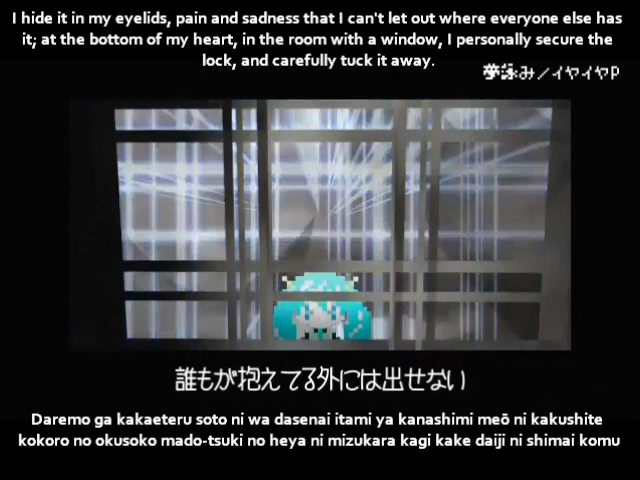 I hide it in my eyelids, pain and sadness that I can't let out where everyone else has
it; at the bottom of my heart, in the room with a window, I personally secure the
lock, and carefully tuck it away.
夢詠み/イヤイヤP
誰もが抱えてる外には出せない
Daremo ga kakaeteru soto ni wa dasenai itami ya kanashimi meō ni kakushite
kokoro no okusoko mado-tsuki no heya ni mizukara kagi kake daiji ni shimai komu